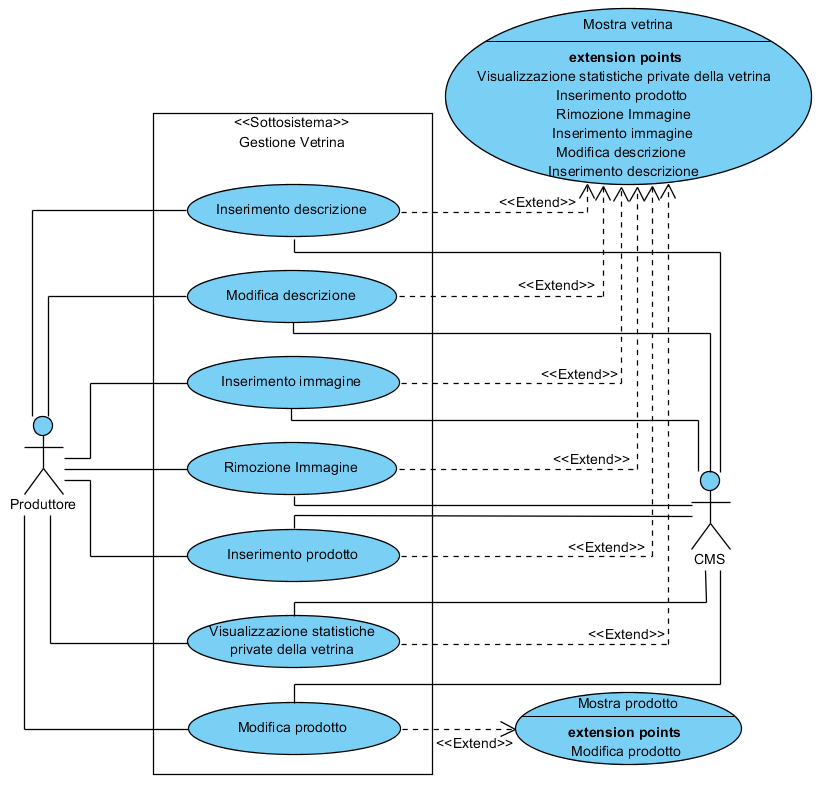 Mostra vetrina
extension points
Visualizzazione statistiche private della vetrina
Inserimento prodotto
Rimozione Immagine
Inserimento immagine
Modifica descrizione
Inserimento descrizione
<<Sottosistema>>
Gestione Vetrina
Inserimento descrizione
<<Extend>>
Modifica descrizione
<<Extend>>
Inserimento immagine
<<Extend>>
Rimozione Immagine
<<Extend>>
Produttore
Inserimento prodotto
<<Extend>>
CMS
Visualizzazione statistiche
private della vetrina
<<Extend>>
Modifica prodotto
<<Extend>>
Mostra prodotto
extension points
Modifica prodotto